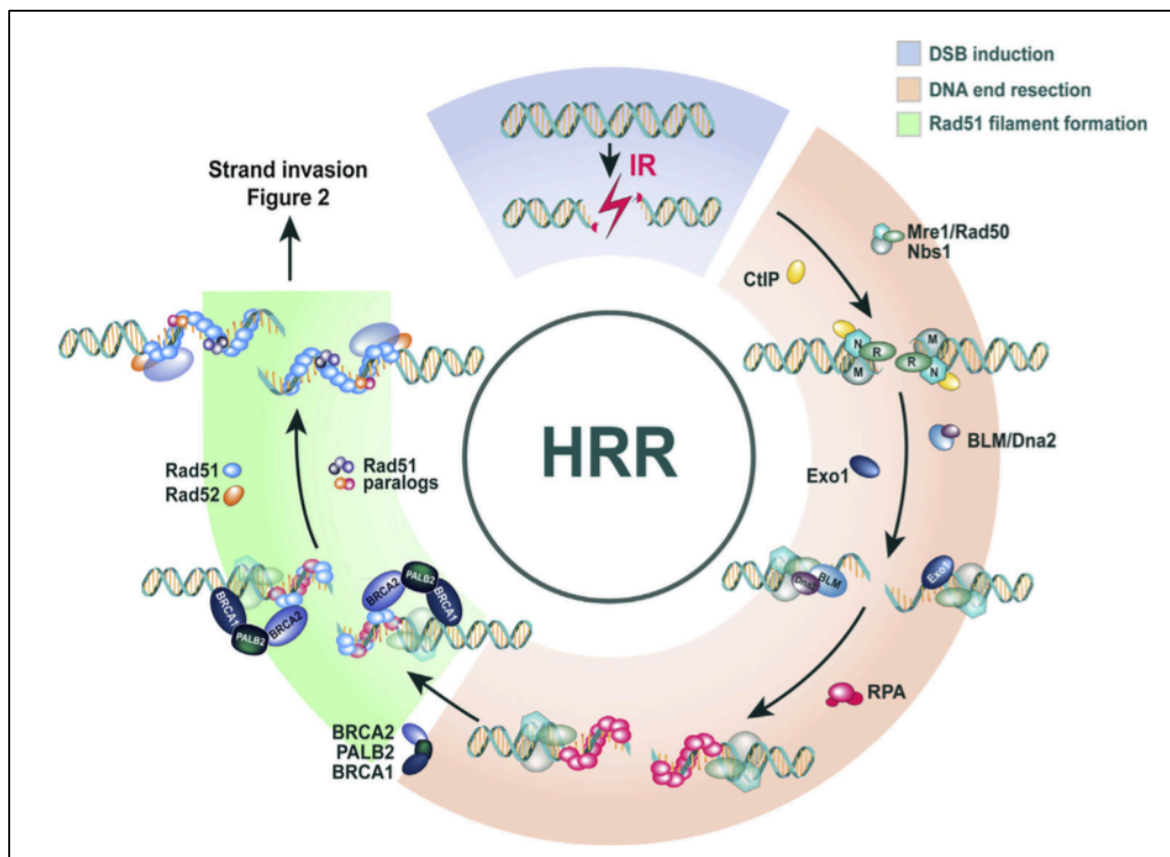 DSB induction
DNA end resection
Rad51 filament formation
IR
Strand invasion
Figure 2
Mre1/Rad50
Nbs1
CtIP
N
R
M
M
R
N
HRR
BLM/Dna2
Exo1
Rad51
Rad52
Rad51
paralogs
Dna2
BLM
Exo1
BRCA1
PALB2
BRCA2
BRCA2
PALB2
BRCA1
RPA
BRCA2
PALB2
BRCA1